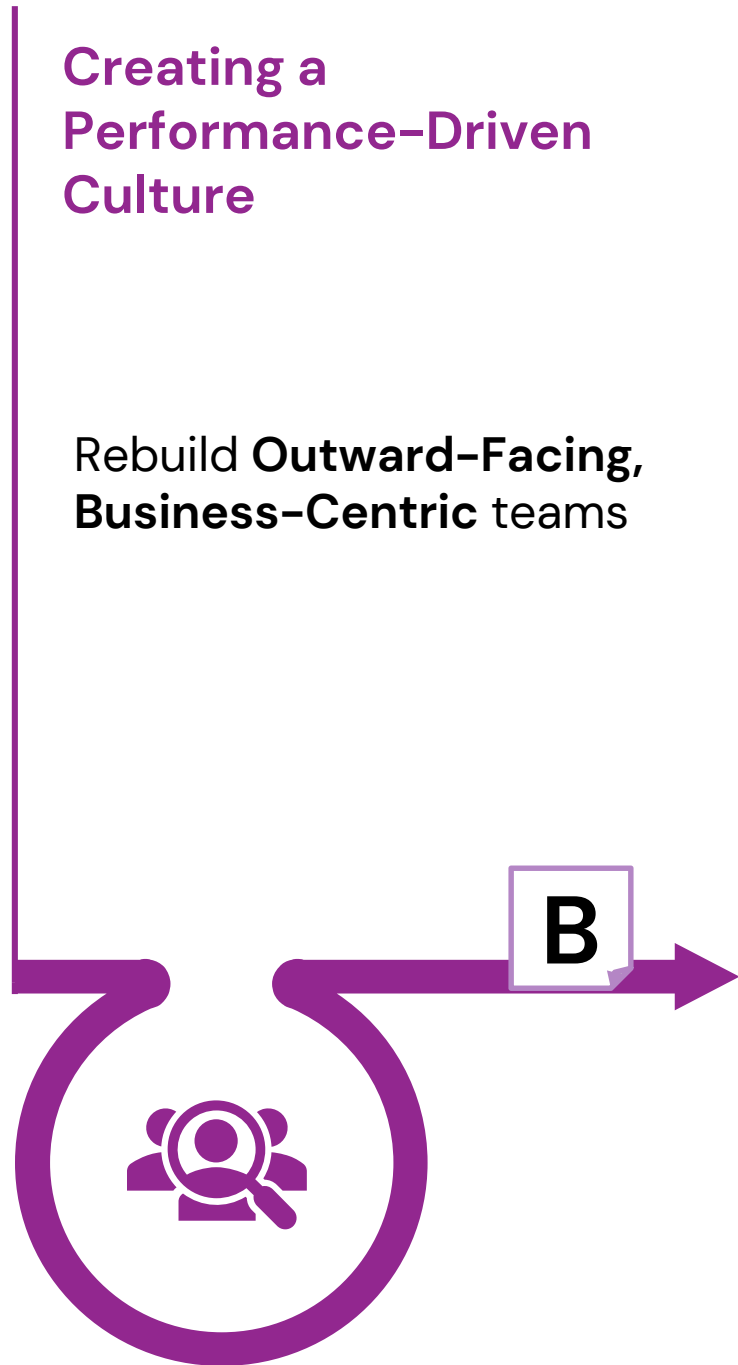 Creating a
Performance-Driven
Culture
Rebuild Outward-Facing,
Business-Centric teams
B